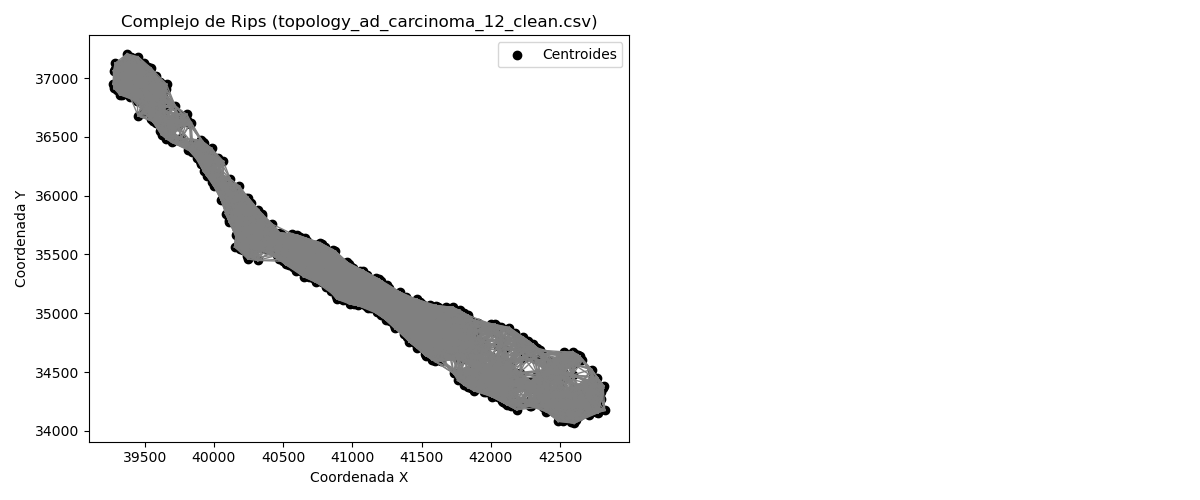 Complejo de Rips (topology_ad_carcinoma_12_clean.csv)
Centroides
37000
36500
36000
35500
35000
34500
34000
Coordenada Y
39500 40000 40500 41000 41500 42000 42500
Coordenada X